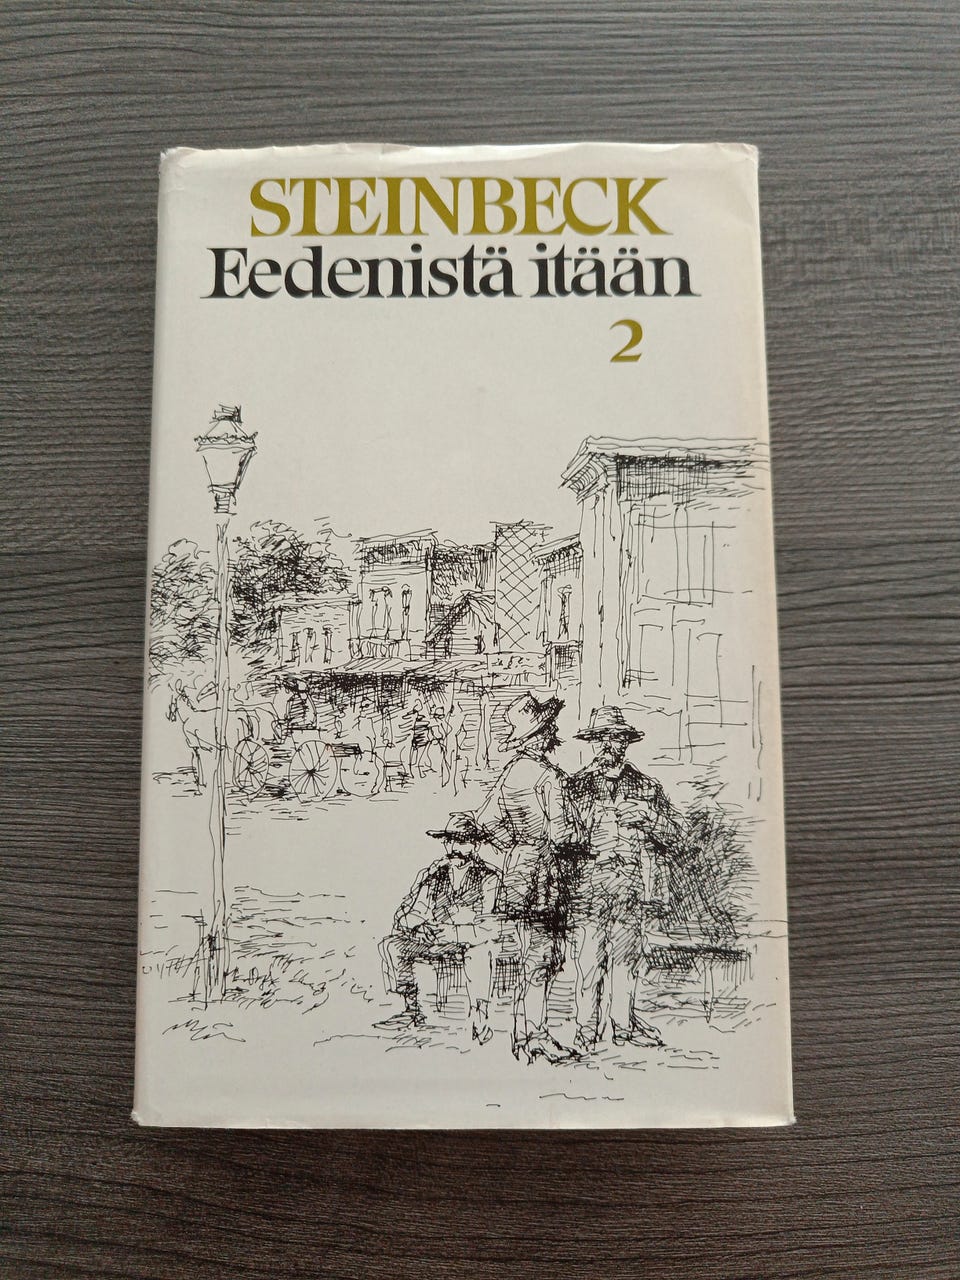 STEINBECK
Eedenistä itään
2